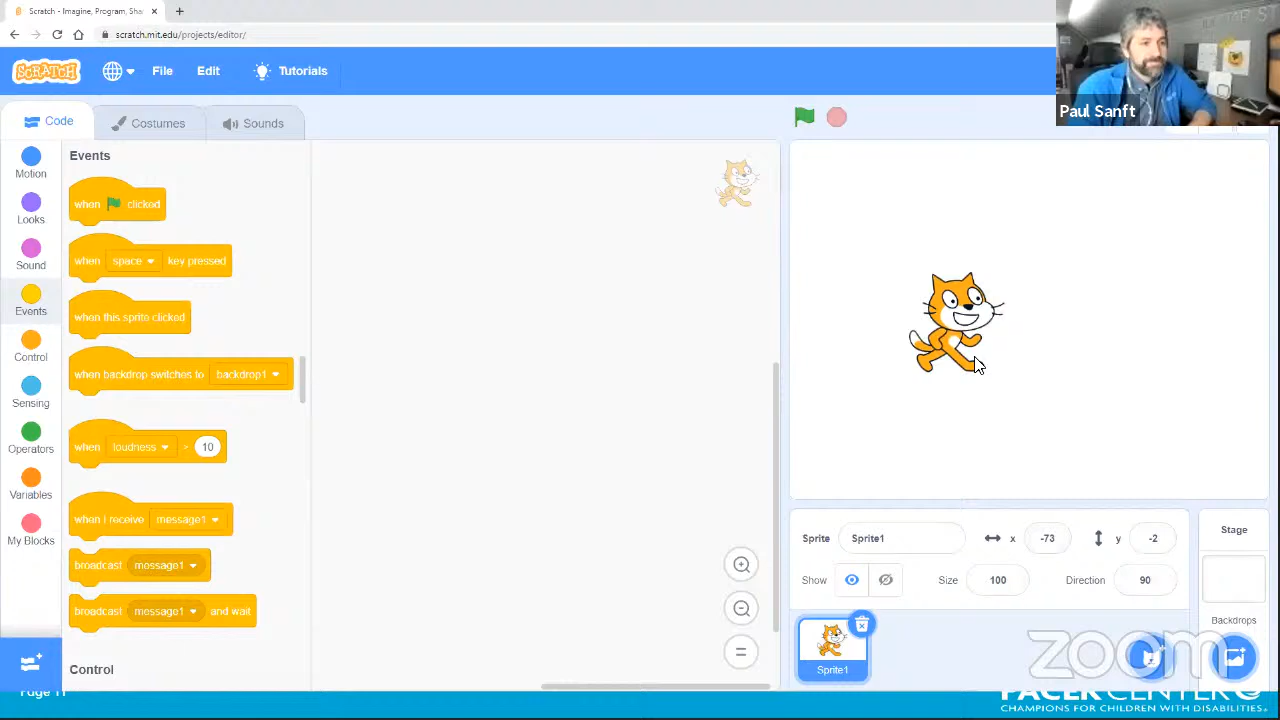 Scratch - Imagine, Program, Shar
scratch.mit.edu/projects/editor/
SCRATCH
File
Edit
Tutorials
Paul Sanft
Code
Costumes
Sounds
Motion
Looks
Sound
Events
Control
Sensing
Operators
Variables
My Blocks
Events
when clicked
when space key pressed
when this sprite clicked
when backdrop switches to backdrop1
when loudness > 10
when I receive message1
broadcast message1
broadcast message1 and wait
Control
Sprite Sprite1 x -73 y -2
Show Size 100 Direction 90
Sprite1
Stage
Backdrops
zoom
Page 11
PACER CENTER
CHAMPIONS FOR CHILDREN WITH DISABILITIES.